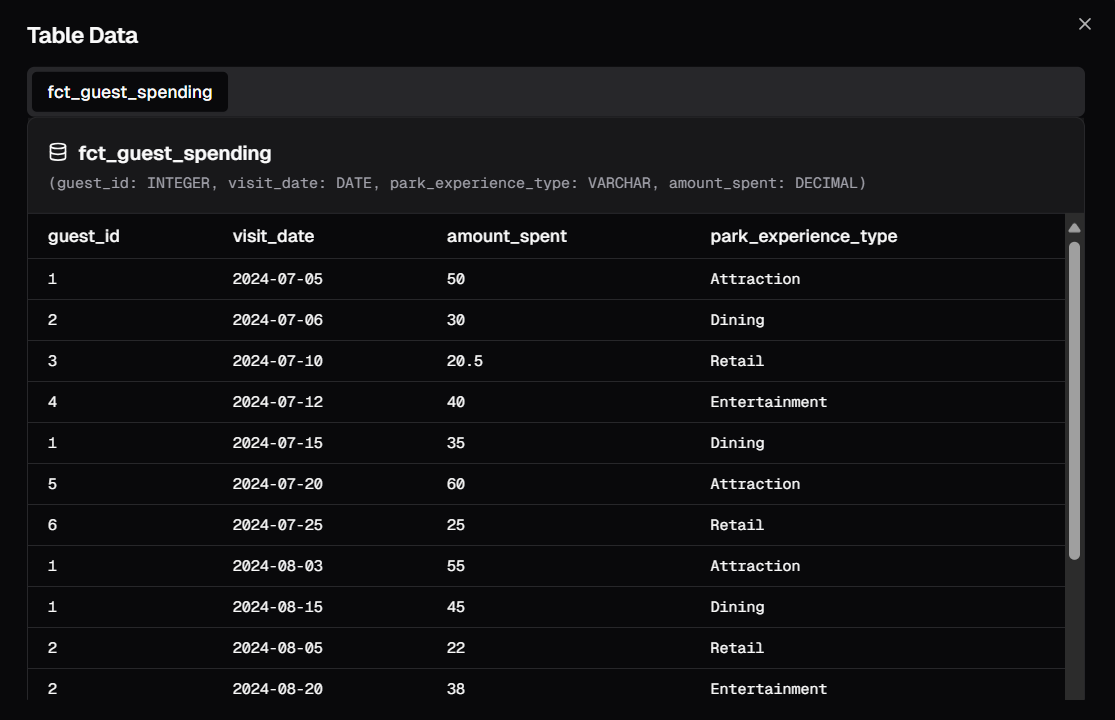 Table Data
fct_guest_spending
fct_guest_spending
(guest_id: INTEGER, visit_date: DATE, park_experience_type: VARCHAR, amount_spent: DECIMAL)
guest_id visit_date amount_spent park_experience_type
1 2024-07-05 50 Attraction
2 2024-07-06 30 Dining
3 2024-07-10 20.5 Retail
4 2024-07-12 40 Entertainment
1 2024-07-15 35 Dining
5 2024-07-20 60 Attraction
6 2024-07-25 25 Retail
1 2024-08-03 55 Attraction
1 2024-08-15 45 Dining
2 2024-08-05 22 Retail
2 2024-08-20 38 Entertainment